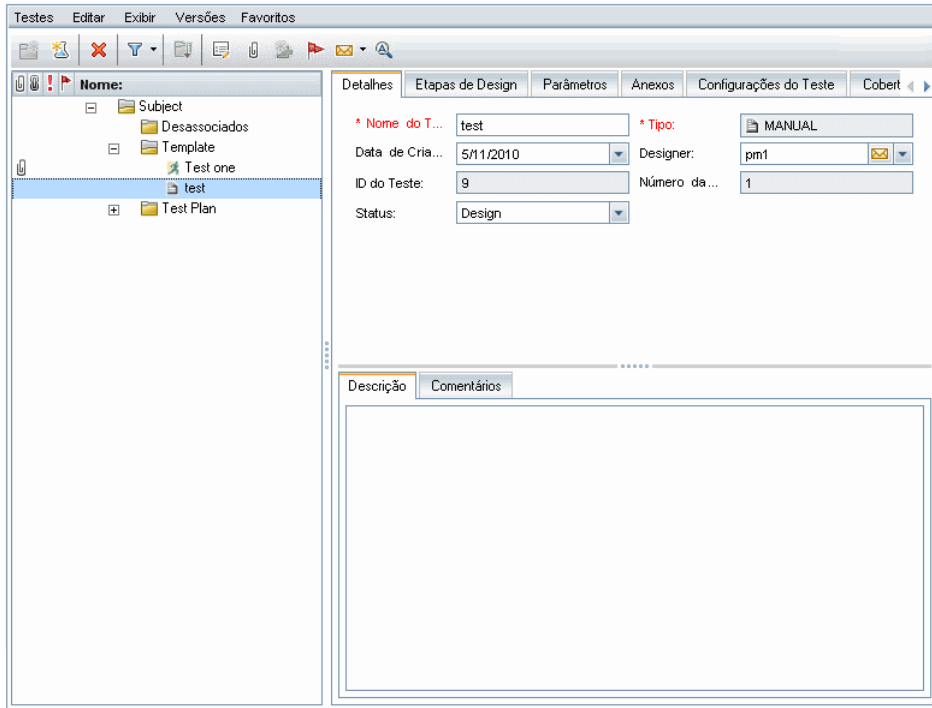 Testes Editar Exibir Versões Favoritos
Nome:
Subject
Desassociados
Template
Test one
test
Test Plan
Detalhes Etapas de Design Parâmetros Anexos Configurações do Teste Cobert
* Nome do T... test * Tipo: MANUAL
Data de Cria... 5/11/2010 Designer: pm1
ID do Teste: 9 Número da... 1
Status: Design
Descrição Comentários